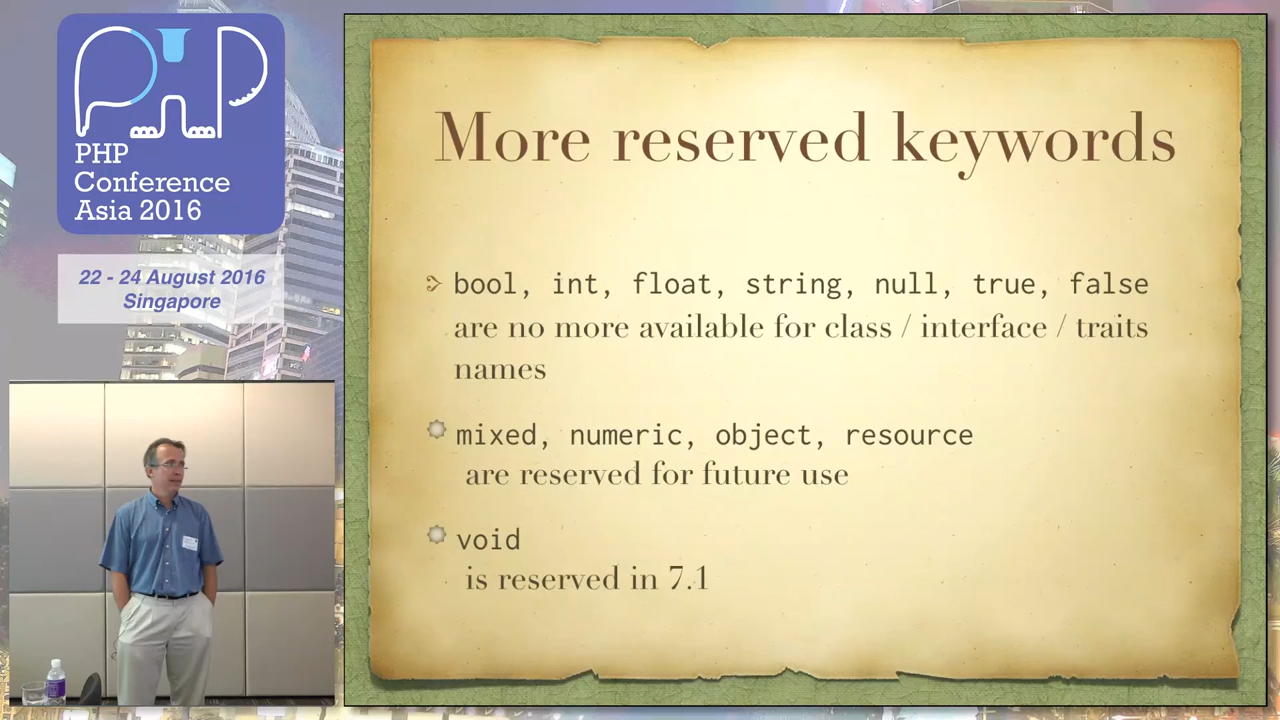 PHP
PHP
Conference
Asia 2016
22 - 24 August 2016
Singapore
More reserved keywords
bool, int, float, string, null, true, false
are no more available for class / interface / traits
names
mixed, numeric, object, resource
are reserved for future use
void
is reserved in 7.1